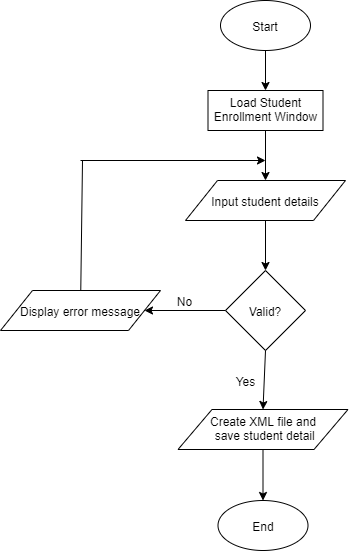 Start
Load Student
Enrollment Window
Input student details
Valid?
No
Display error message
Yes
Create XML file and
save student detail
End